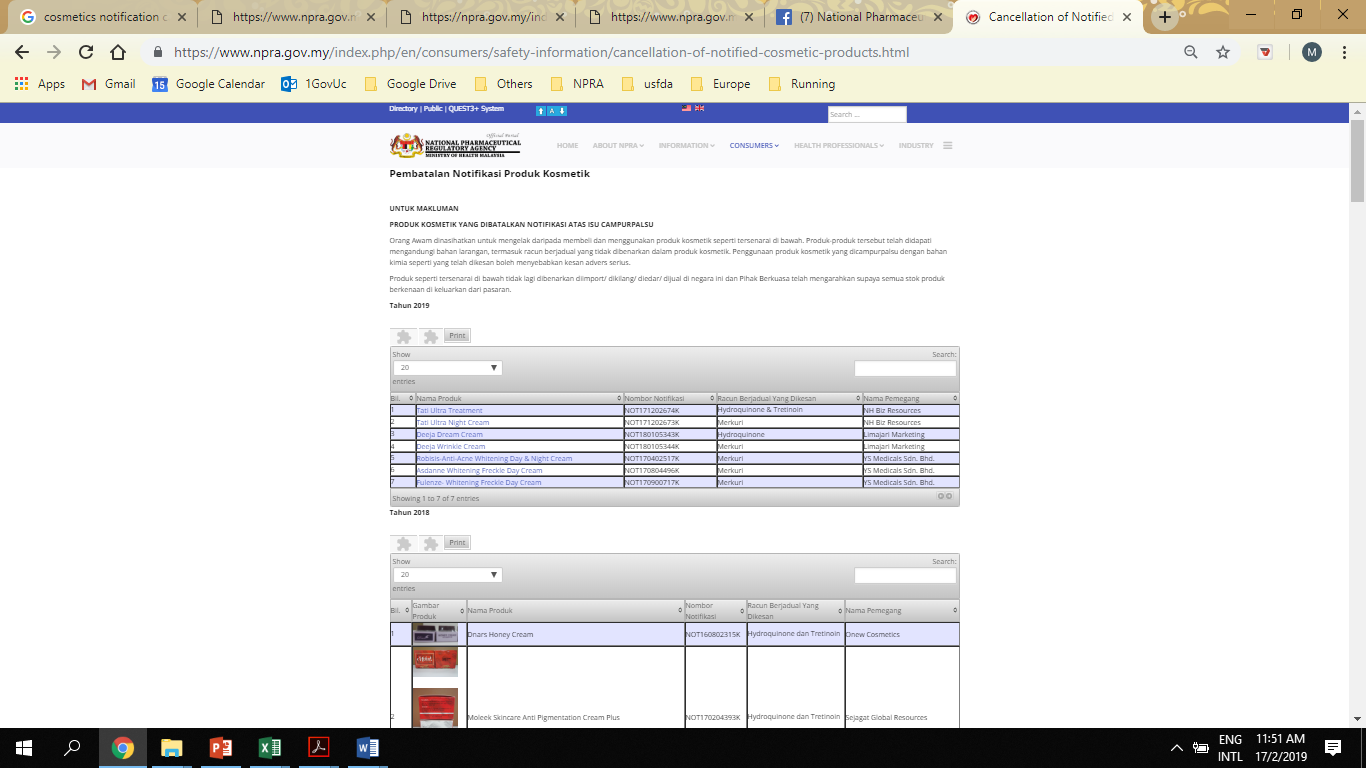 cosmetics notification c
https://www.npra.gov.n
https://npra.gov.my/ind
https://www.npra.gov.m
(7) National Pharmaceu
Cancellation of Notified
https://www.npra.gov.my/index.php/en/consumers/safety-information/cancellation-of-notified-cosmetic-products.html
M
Apps
Gmail
15 Google Calendar
1GovUc
Google Drive
Others
NPRA
usfda
Europe
Running
Directory | Public | QUEST3+ System
A
Search ...
Official Portal
NATIONAL PHARMACEUTICAL
REGULATORY AGENCY
MINISTRY OF HEALTH MALAYSIA
HOME ABOUT NPRA INFORMATION CONSUMERS HEALTH PROFESSIONALS INDUSTRY
Pembatalan Notifikasi Produk Kosmetik
UNTUK MAKLUMAN
PRODUK KOSMETIK YANG DIBATALKAN NOTIFIKASI ATAS ISU CAMPURPALSU
Orang Awam dinasihatkan untuk mengelak daripada membeli dan menggunakan produk kosmetik seperti tersenarai di bawah. Produk-produk tersebut telah didapati
mengandungi bahan larangan, termasuk racun berjadual yang tidak dibenarkan dalam produk kosmetik. Penggunaan produk kosmetik yang dicampurpalsu dengan bahan
kimia seperti yang telah dikesan boleh menyebabkan kesan advers serius.
Produk seperti tersenarai di bawah tidak lagi dibenarkan diimport/ dikilang/ diedar/ dijual di negara ini dan Pihak Berkuasa telah mengarahkan supaya semua stok produk
berkenaan di keluarkan dari pasaran.
Tahun 2019
Print
Show
Search:
20
entries
Bil. Nama Produk Nombor Notifikasi Racun Berjadual Yang Dikesan Nama Pemegang
1 Tati Ultra Treatment NOT171202674K Hydroquinone & Tretinoin NH Biz Resources
2 Tati Ultra Night Cream NOT171202673K Merkuri NH Biz Resources
3 Deeja Dream Cream NOT180105343K Hydroquinone Limajari Marketing
4 Deeja Wrinkle Cream NOT180105344K Merkuri Limajari Marketing
5 Robisis-Anti-Acne Whitening Day & Night Cream NOT170402517K Merkuri YS Medicals Sdn. Bhd.
6 Asdanne Whitening Freckle Day Cream NOT170804496K Merkuri YS Medicals Sdn. Bhd.
7 Fulenze- Whitening Freckle Day Cream NOT170900717K Merkuri YS Medicals Sdn. Bhd.
Showing 1 to 7 of 7 entries
Tahun 2018
Print
Show
Search:
20
entries
Bil. Gambar Produk Nama Produk Nombor Notifikasi Racun Berjadual Yang Dikesan Nama Pemegang
1 Dnars Honey Cream NOT160802315K Hydroquinone dan Tretinoin Onew Cosmetics
2 Moleek Skincare Anti Pigmentation Cream Plus NOT170204393K Hydroquinone dan Tretinoin Sejagat Global Resources
ENG
INTL
11:51 AM
17/2/2019